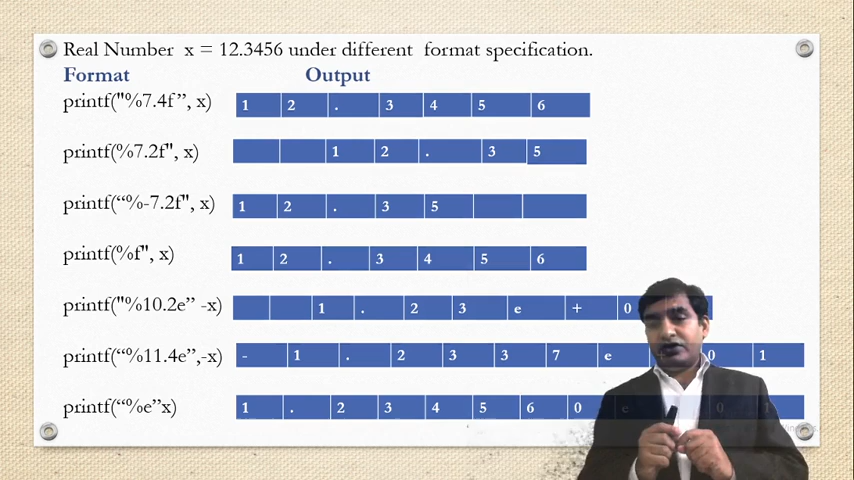 Real Number x = 12.3456 under different format specification.
Format Output
printf("%7.4f”, x) 1 2 . 3 4 5 6
printf(%7.2f", x) 1 2 . 3 5
printf(“%-7.2f", x) 1 2 . 3 5
printf(%f", x) 1 2 . 3 4 5 6
printf("%10.2e” -x) 1 . 2 3 e + 0
printf(“%11.4e”,-x) - 1 . 2 3 3 7 e 0 1
printf(“%e”x) 1 . 2 3 4 5 6 0 e 0 1